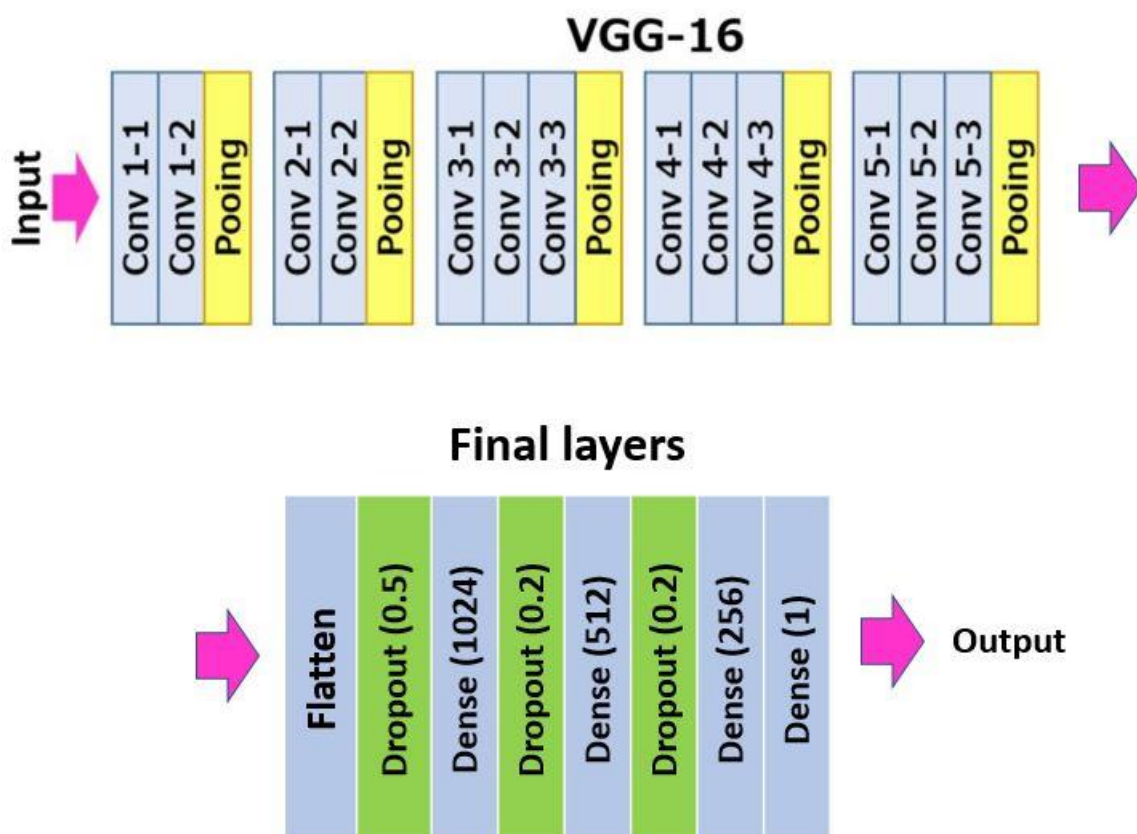 VGG-16
Input
Conv 1-1
Conv 1-2
Pooing
Conv 2-1
Conv 2-2
Pooing
Conv 3-1
Conv 3-2
Conv 3-3
Pooing
Conv 4-1
Conv 4-2
Conv 4-3
Pooing
Conv 5-1
Conv 5-2
Conv 5-3
Pooing
Final layers
Flatten
Dropout (0.5)
Dense (1024)
Dropout (0.2)
Dense (512)
Dropout (0.2)
Dense (256)
Dense (1)
Output